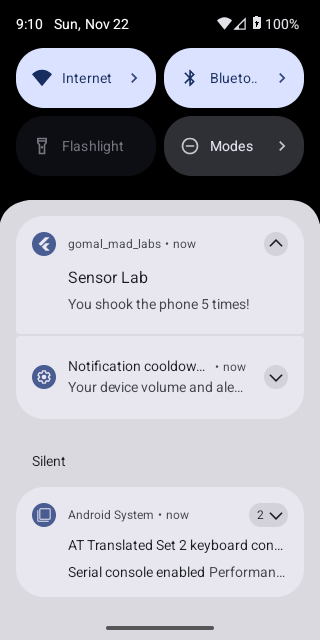 9:10 Sun, Nov 22 100%
Internet
Blueto..
Flashlight
Modes
gomal_mad_labs • now
Sensor Lab
You shook the phone 5 times!
Notification cooldow... • now
Your device volume and ale...
Silent
Android System • now 2
AT Translated Set 2 keyboard con...
Serial console enabled Performan...